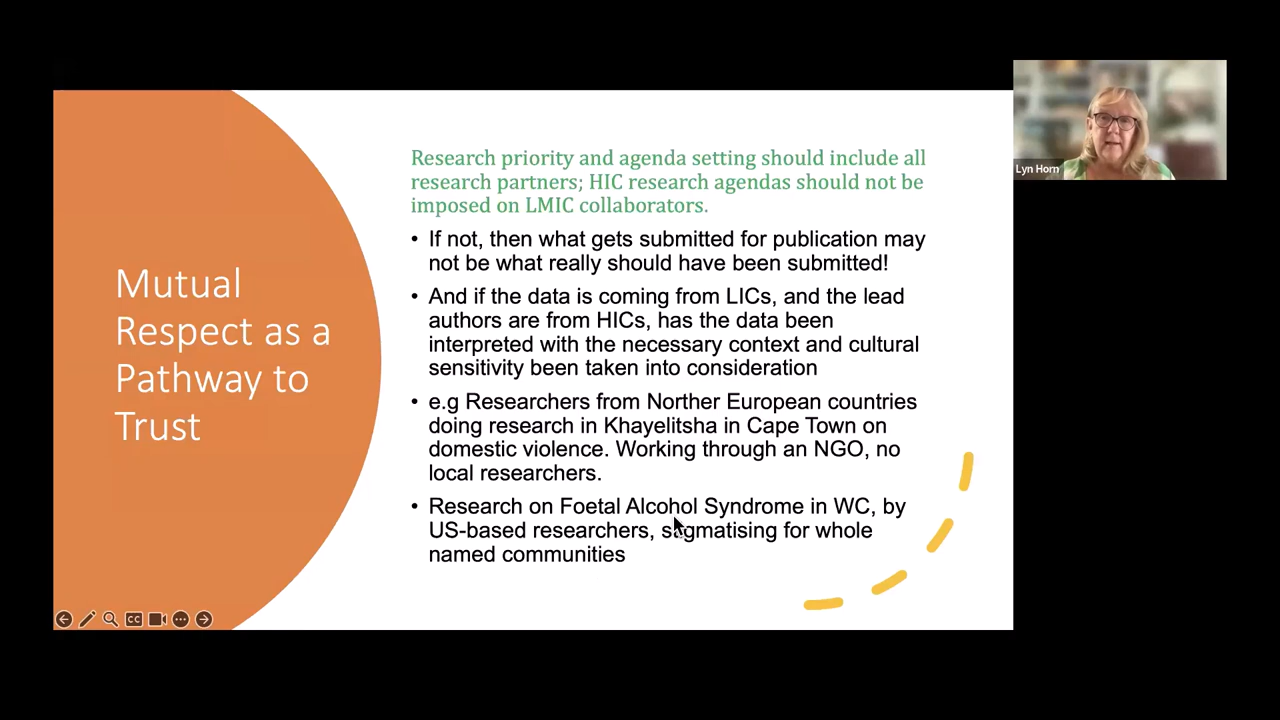 Mutual
Respect as a
Pathway to
Trust
Research priority and agenda setting should include all
research partners; HIC research agendas should not be
imposed on LMIC collaborators.
• If not, then what gets submitted for publication may
not be what really should have been submitted!
• And if the data is coming from LICs, and the lead
authors are from HICs, has the data been
interpreted with the necessary context and cultural
sensitivity been taken into consideration
• e.g Researchers from Norther European countries
doing research in Khayelitsha in Cape Town on
domestic violence. Working through an NGO, no
local researchers.
• Research on Foetal Alcohol Syndrome in WC, by
US-based researchers, stigmatising for whole
named communities
CC
Lyn Horn